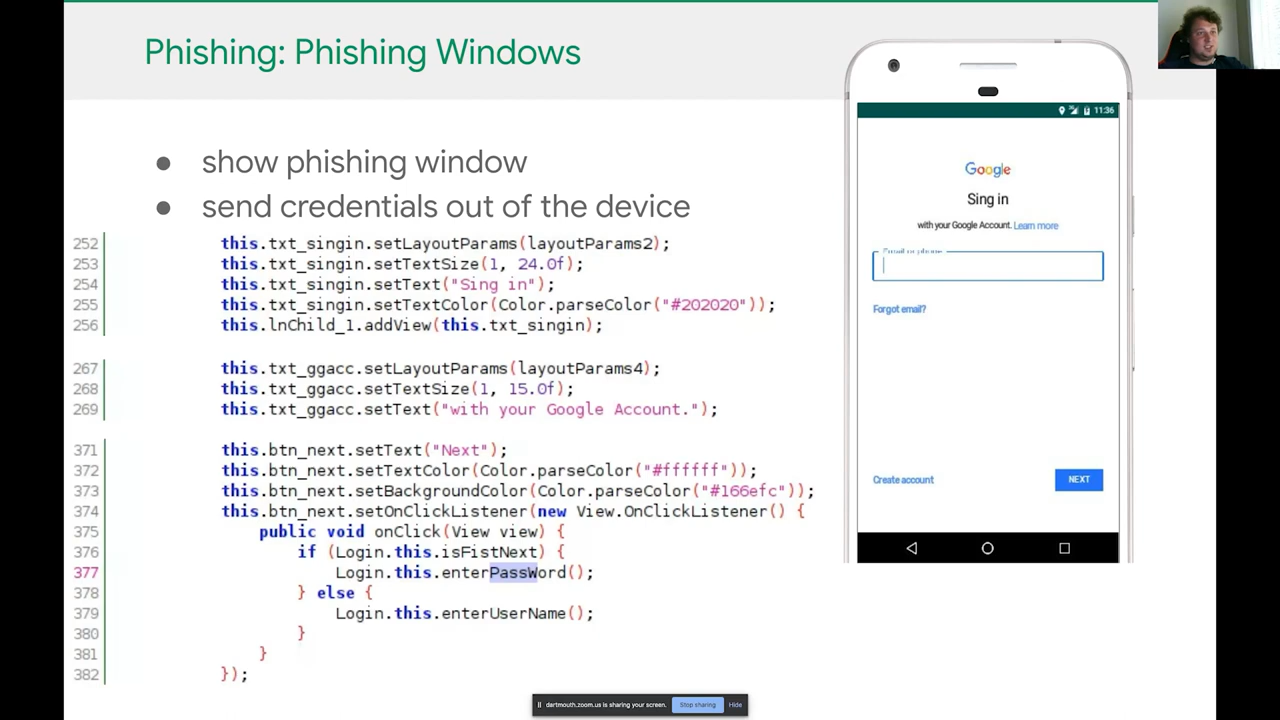 Phishing: Phishing Windows
● show phishing window
● send credentials out of the device
252 this.txt_singin.setLayoutParams(layoutParams2);
253 this.txt_singin.setTextSize(1, 24.0f);
254 this.txt_singin.setText("Sing in");
255 this.txt_singin.setTextColor(Color.parseColor("#202020"));
256 this.lnChild_1.addView(this.txt_singin);
267 this.txt_ggacc.setLayoutParams(layoutParams4);
268 this.txt_ggacc.setTextSize(1, 15.0f);
269 this.txt_ggacc.setText("with your Google Account.");
371 this.btn_next.setText("Next");
372 this.btn_next.setTextColor(Color.parseColor("#ffffff"));
373 this.btn_next.setBackgroundColor(Color.parseColor("#166efc"));
374 this.btn_next.setOnClickListener(new View.OnClickListener() {
375 public void onClick(View view) {
376 if (Login.this.isFistNext) {
377 Login.this.enterPassWord();
378 } else {
379 Login.this.enterUserName();
380 }
381 }
382 });
11:36
Google
Sing in
with your Google Account. Learn more
Email or phone
Forgot email?
Create account NEXT
dartmouth.zoom.us is sharing your screen. Stop sharing Hide